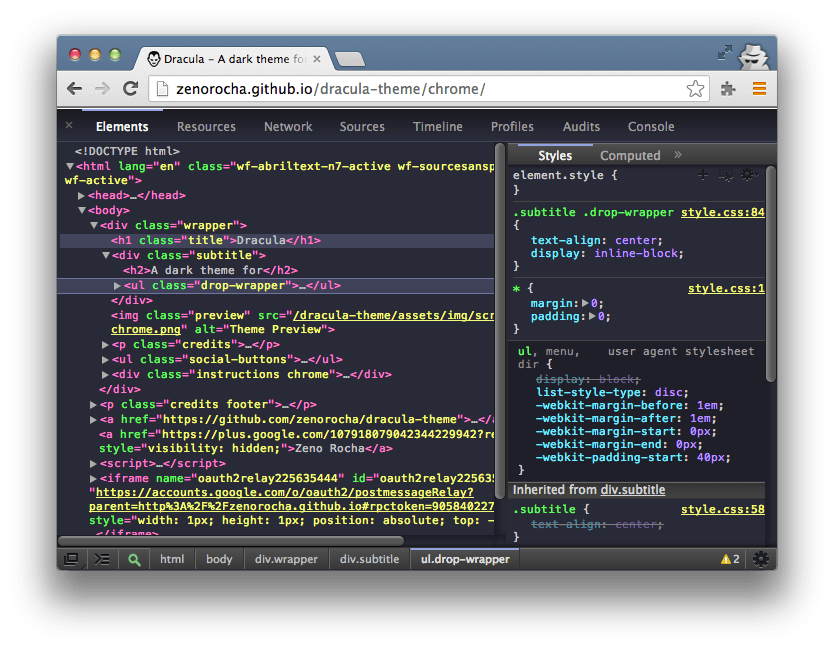 Dracula – A dark theme fo
zenorocha.github.io/dracula-theme/chrome/
Elements Resources Network Sources Timeline Profiles Audits Console
<!DOCTYPE html>
<html lang="en" class="wf-abriltext-n7-active wf-sourcesansp
wf-active">
<head>…</head>
<body>
<div class="wrapper">
<h1 class="title">Dracula</h1>
<div class="subtitle">
<h2>A dark theme for</h2>
<ul class="drop-wrapper">…</ul>
</div>
<img class="preview" src="/dracula-theme/assets/img/scr
chrome.png" alt="Theme Preview">
<p class="credits">…</p>
<ul class="social-buttons">…</ul>
<div class="instructions chrome">…</div>
</div>
<p class="credits footer">…</p>
<a href="https://github.com/zenorocha/dracula-theme">…</a
<a href="https://plus.google.com/107918079042344229942?re
style="visibility: hidden;">Zeno Rocha</a>
<script>…</script>
<iframe name="oauth2relay225635444" id="oauth2relay225635
"https://accounts.google.com/o/oauth2/postmessageRelay?
parent=http%3A%2F%2Fzenorocha.github.io#rpctoken=905840227
style="width: 1px; height: 1px; position: absolute; top: -
</iframe>
Styles Computed »
element.style {
}
.subtitle .drop-wrapper style.css:84
{
text-align: center;
display: inline-block;
}
* { style.css:1
margin: 0;
padding: 0;
}
ul, menu, user agent stylesheet
dir {
display: block;
list-style-type: disc;
-webkit-margin-before: 1em;
-webkit-margin-after: 1em;
-webkit-margin-start: 0px;
-webkit-margin-end: 0px;
-webkit-padding-start: 40px;
}
Inherited from div.subtitle
.subtitle { style.css:58
text-align: center;
}
html body div.wrapper div.subtitle ul.drop-wrapper 2